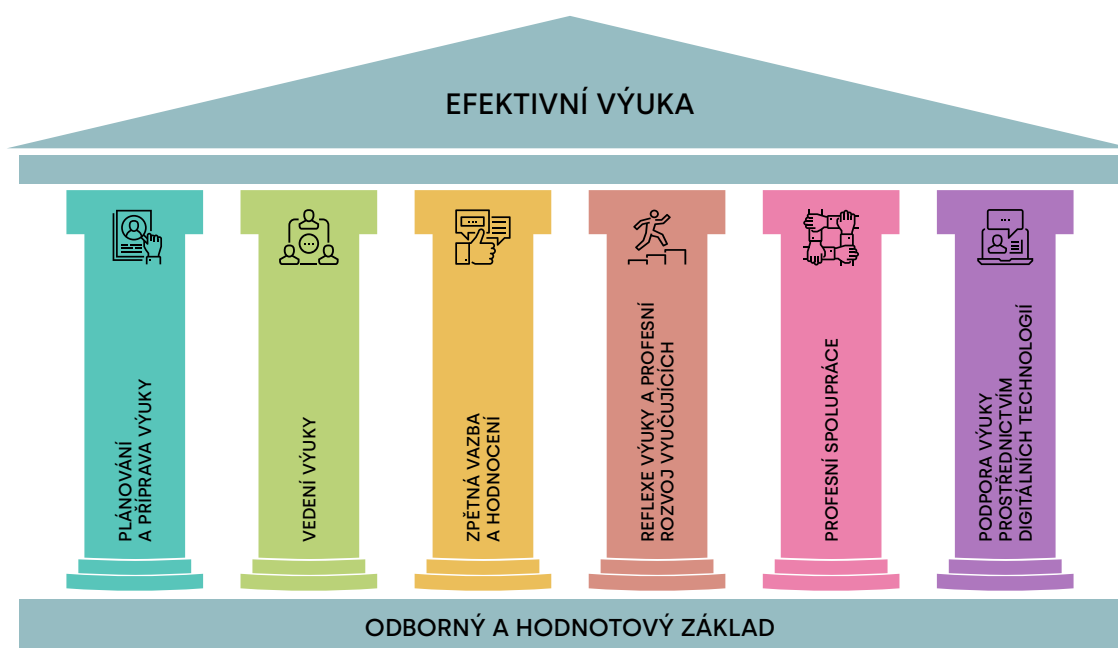 EFEKTIVNÍ VÝUKA
PLÁNOVÁNÍ
A PŘÍPRAVA VÝUKY
VEDENÍ VÝUKY
ZPĚTNÁ VAZBA
A HODNOCENÍ
REFLEXE VÝUKY A PROFESNÍ
ROZVOJ VYUČUJÍCÍCH
PROFESNÍ SPOLUPRÁCE
PODPORA VÝUKY
PROSTŘEDNICTVÍM
DIGITÁLNÍCH TECHNOLOGIÍ
ODBORNÝ A HODNOTOVÝ ZÁKLAD